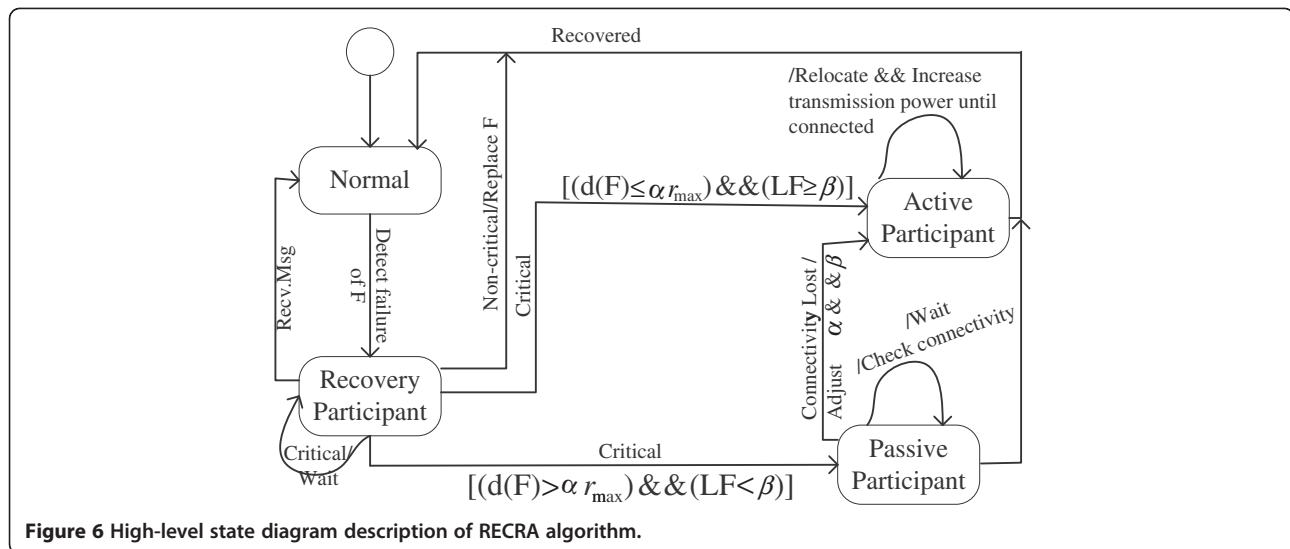 Recovered
/Relocate && Increase
transmission power until
connected
Normal
Non-critical/Replace F
Critical
[(d(F)≤α r_max) &&(LF≥β)]
Active
Participant
Recv.Msg
Detect failure
of F
Connectivity Lost /
Adjust α & & β
/Wait
/Check connectivity
Recovery
Participant
Critical/
Wait
Critical
[(d(F)>α r_max) &&(LF<β)]
Passive
Participant
Figure 6 High-level state diagram description of RECRA algorithm.